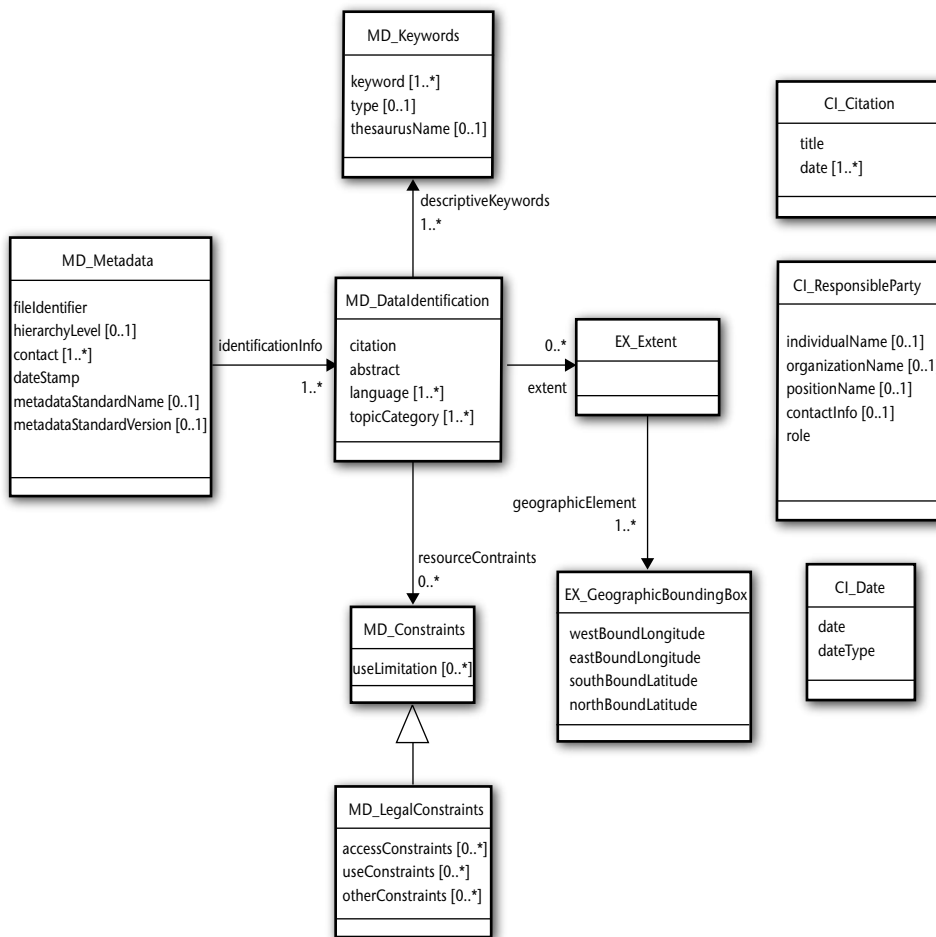 MD_Keywords
keyword [1..*]
type [0..1]
thesaurusName [0..1]
CI_Citation
title
date [1..*]
descriptiveKeywords
1..*
MD_Metadata
fileIdentifier
hierarchyLevel [0..1]
contact [1..*]
dateStamp
metadataStandardName [0..1]
metadataStandardVersion [0..1]
identificationInfo
1..*
MD_DataIdentification
citation
abstract
language [1..*]
topicCategory [1..*]
0..*
extent
EX_Extent
CI_ResponsibleParty
individualName [0..1]
organizationName [0..1
positionName [0..1]
contactInfo [0..1]
role
geographicElement
1..*
resourceContraints
0..*
MD_Constraints
useLimitation [0..*]
EX_GeographicBoundingBox
westBoundLongitude
eastBoundLongitude
southBoundLatitude
northBoundLatitude
CI_Date
date
dateType
MD_LegalConstraints
accessConstraints [0..*]
useConstraints [0..*]
otherConstraints [0..*]